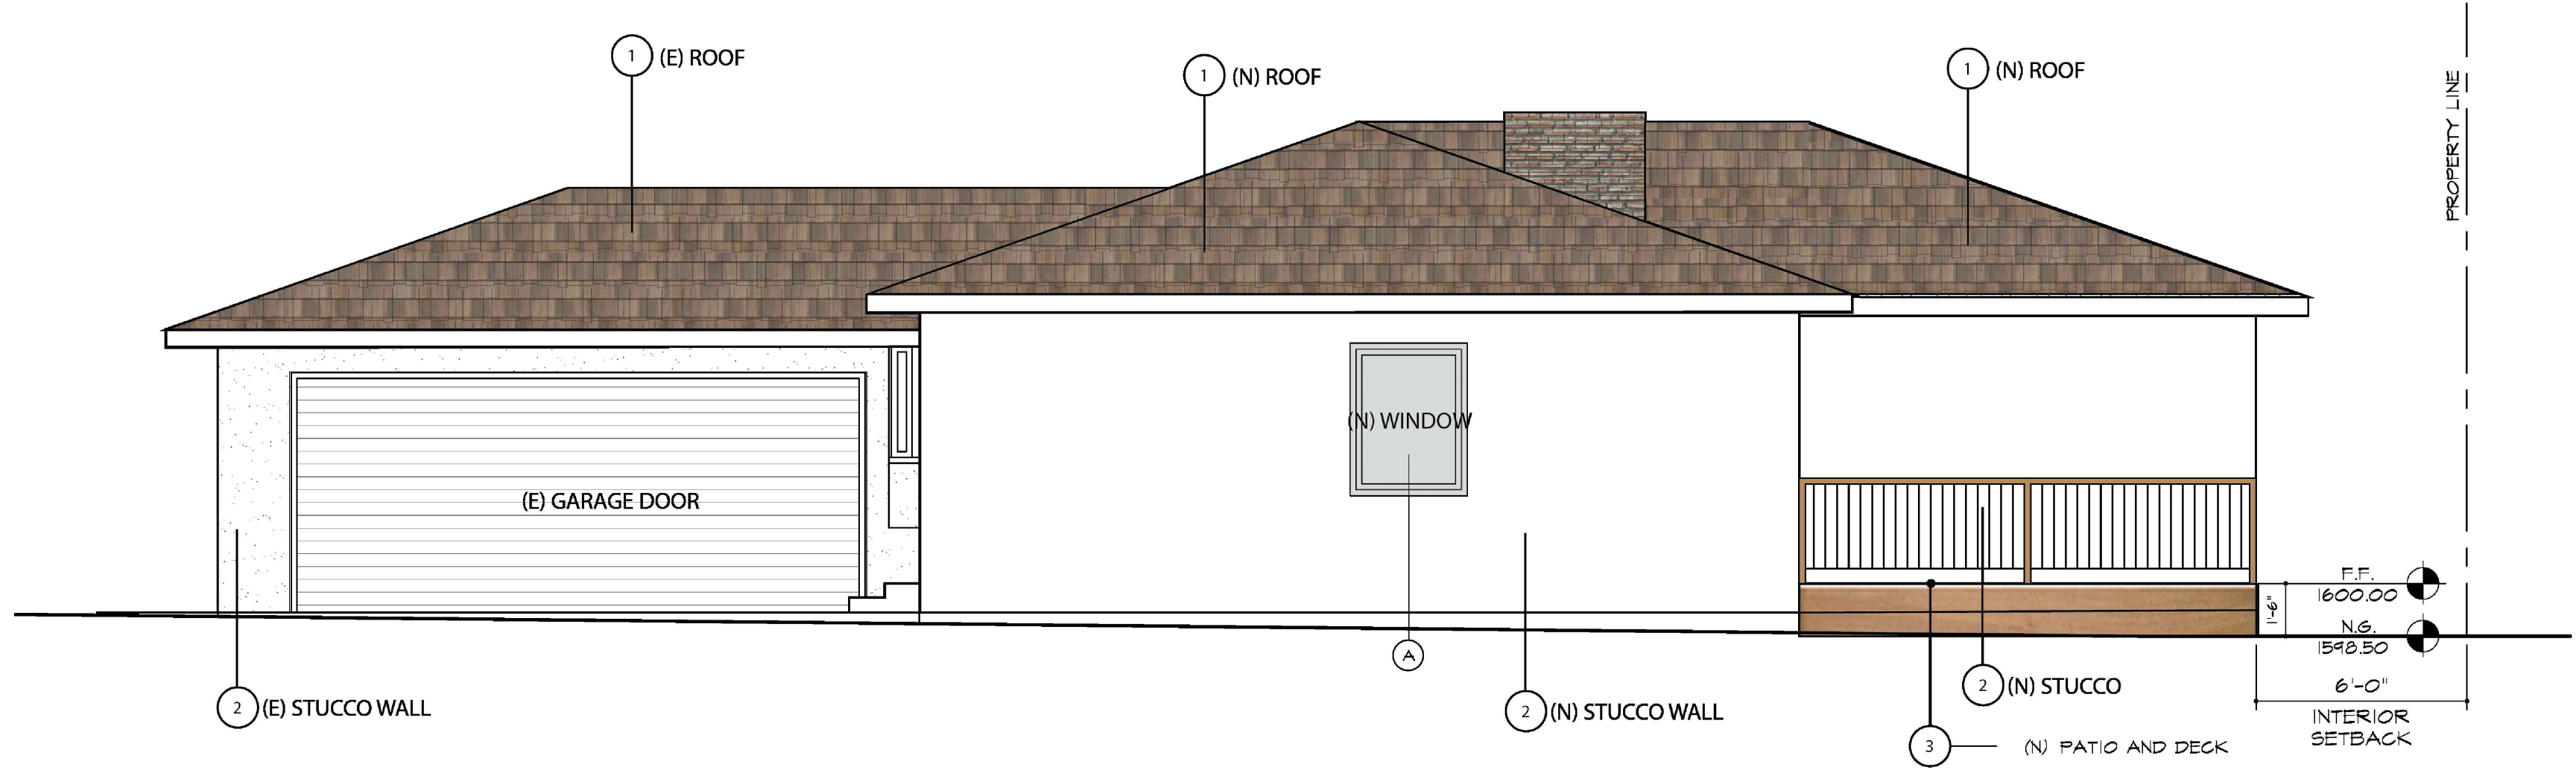 1 (E) ROOF
1 (N) ROOF
1 (N) ROOF
PROPERTY LINE
(N) WINDOW
(E) GARAGE DOOR
F.F.
1600.00
1'-6"
N.G.
1598.50
A
6'-0"
2 (E) STUCCO WALL
2 (N) STUCCO WALL
2 (N) STUCCO
INTERIOR
SETBACK
3 (N) PATIO AND DECK